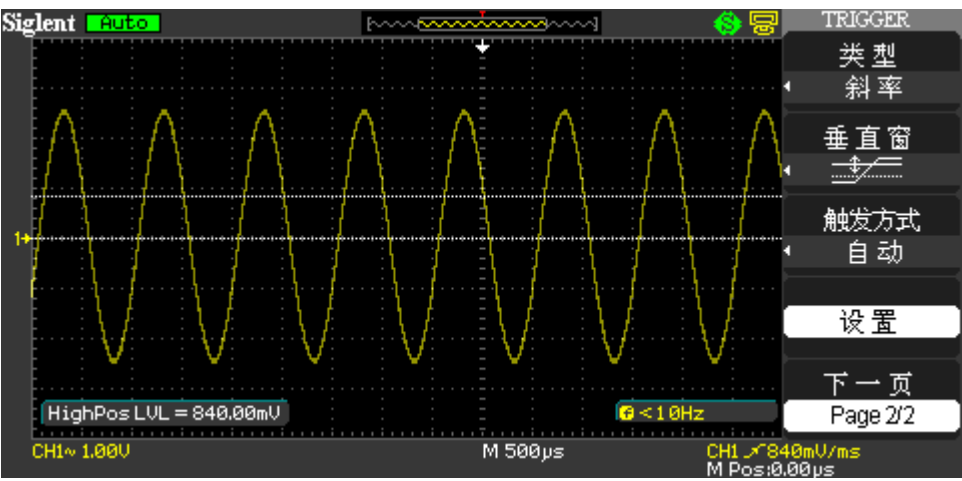 Siglent Auto
TRIGGER
类型
斜率
垂直窗
触发方式
自动
设置
下一页
Page 2/2
1
HighPos LVL = 840.00mV
f < 10Hz
CH1~ 1.00V
M 500µs
CH1 840mV/ms
M Pos:0.00µs